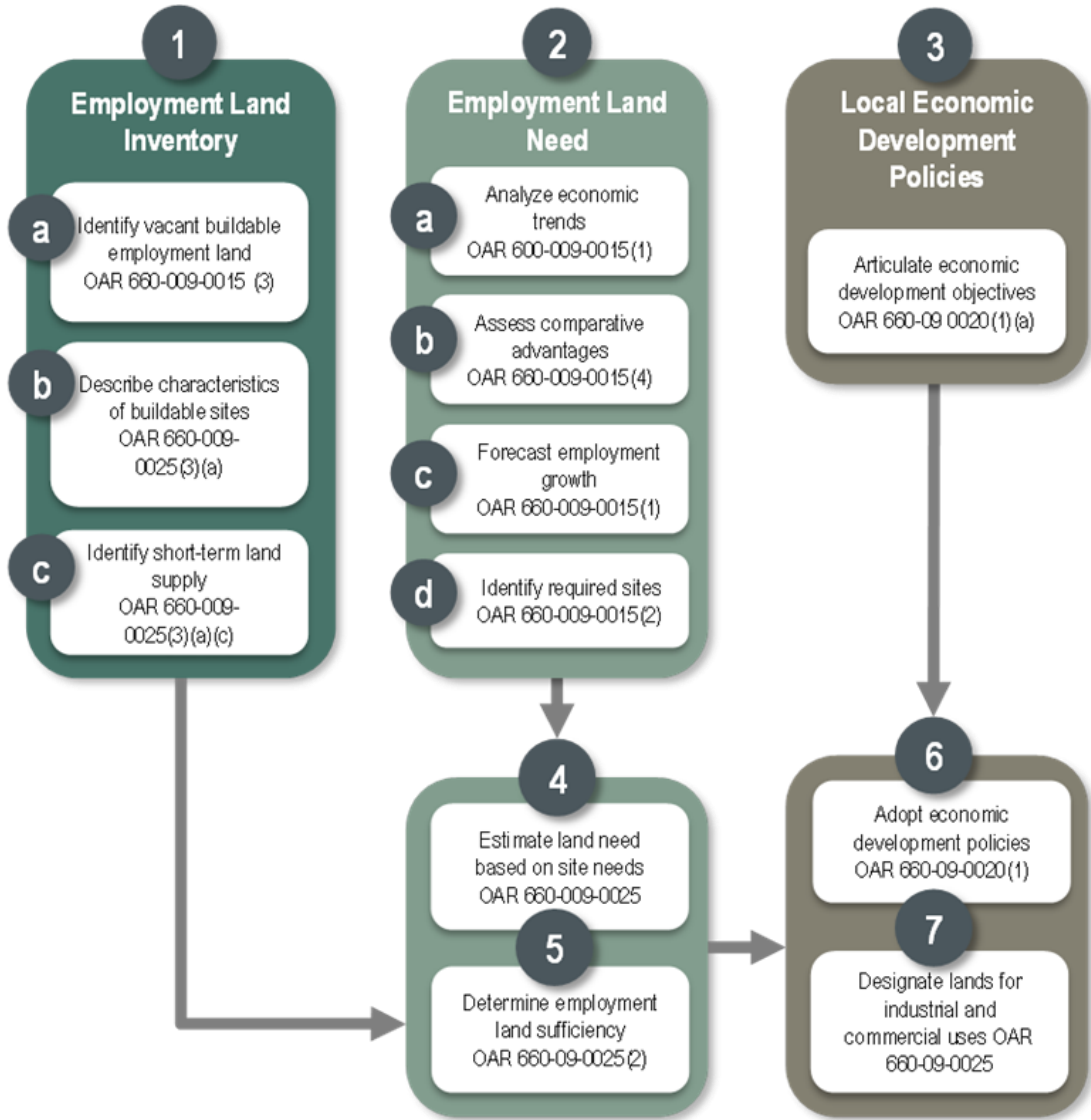 1
Employment Land
Inventory
a
Identify vacant buildable
employment land
OAR 660-009-0015 (3)
b
Describe characteristics
of buildable sites
OAR 660-009-
0025(3)(a)
c
Identify short-term land
supply
OAR 660-009-
0025(3)(a)(c)
2
Employment Land
Need
a
Analyze economic
trends
OAR 600-009-0015(1)
b
Assess comparative
advantages
OAR 660-009-0015(4)
c
Forecast employment
growth
OAR 660-009-0015(1)
d
Identify required sites
OAR 660-009-0015(2)
3
Local Economic
Development
Policies
Articulate economic
development objectives
OAR 660-09 0020(1)(a)
4
Estimate land need
based on site needs
OAR 660-009-0025
5
Determine employment
land sufficiency
OAR 660-09-0025(2)
6
Adopt economic
development policies
OAR 660-09-0020(1)
7
Designate lands for
industrial and
commercial uses OAR
660-09-0025